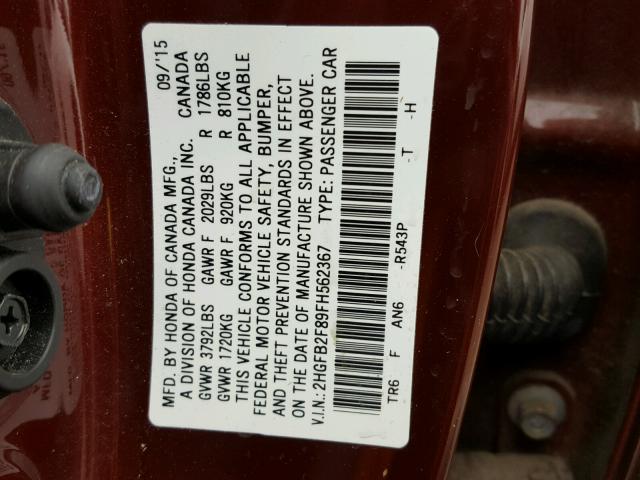 MFD. BY HONDA OF CANADA MFG., 09/'15
A DIVISION OF HONDA CANADA INC. CANADA
GVWR 3792LBS GAWR F 2029LBS R 1786LBS
GVWR 1720KG GAWR F 920KG R 810KG
THIS VEHICLE CONFORMS TO ALL APPLICABLE
FEDERAL MOTOR VEHICLE SAFETY, BUMPER,
AND THEFT PREVENTION STANDARDS IN EFFECT
ON THE DATE OF MANUFACTURE SHOWN ABOVE.
V.I.N.: 2HGFB2F89FH562367 TYPE: PASSENGER CAR
TR6 F AN6 -R543P -T -H